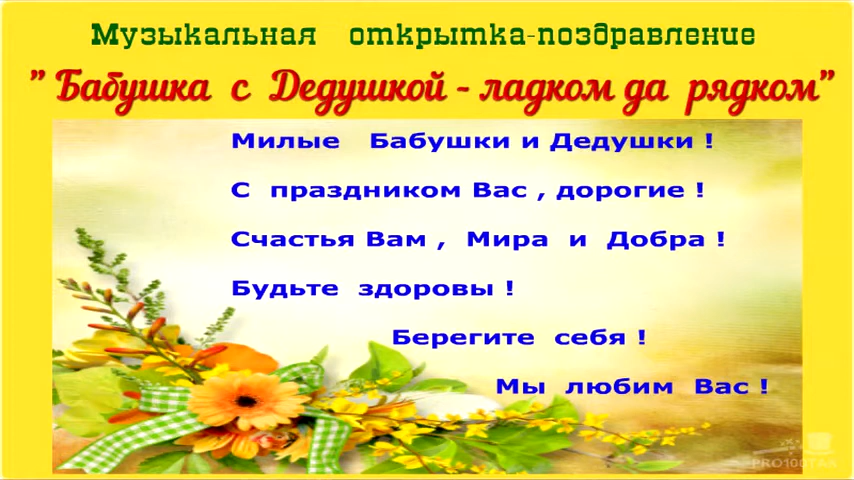 Музыкальная открытка-поздравление
" Бабушка с Дедушкой - ладком да рядком"
Милые Бабушки и Дедушки !
С праздником Вас , дорогие !
Счастья Вам , Мира и Добра !
Будьте здоровы !
Берегите себя !
Мы любим Вас !